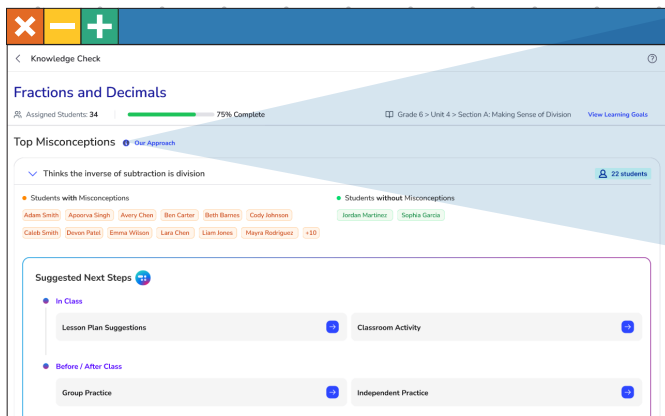 Knowledge Check
Fractions and Decimals
Assigned Students: 34 75% Complete Grade 6 > Unit 4 > Section A: Making Sense of Division View Learning Goals
Top Misconceptions Our Approach
Thinks the inverse of subtraction is division 22 students
Students with Misconceptions Students without Misconceptions
Adam Smith Apoorva Singh Avery Chen Ben Carter Beth Barnes Cody Johnson Jordan Martinez Sophia Garcia
Caleb Smith Devon Patel Emma Wilson Lara Chen Liam Jones Mayra Rodriguez +10
Suggested Next Steps
In Class
Lesson Plan Suggestions Classroom Activity
Before / After Class
Group Practice Independent Practice